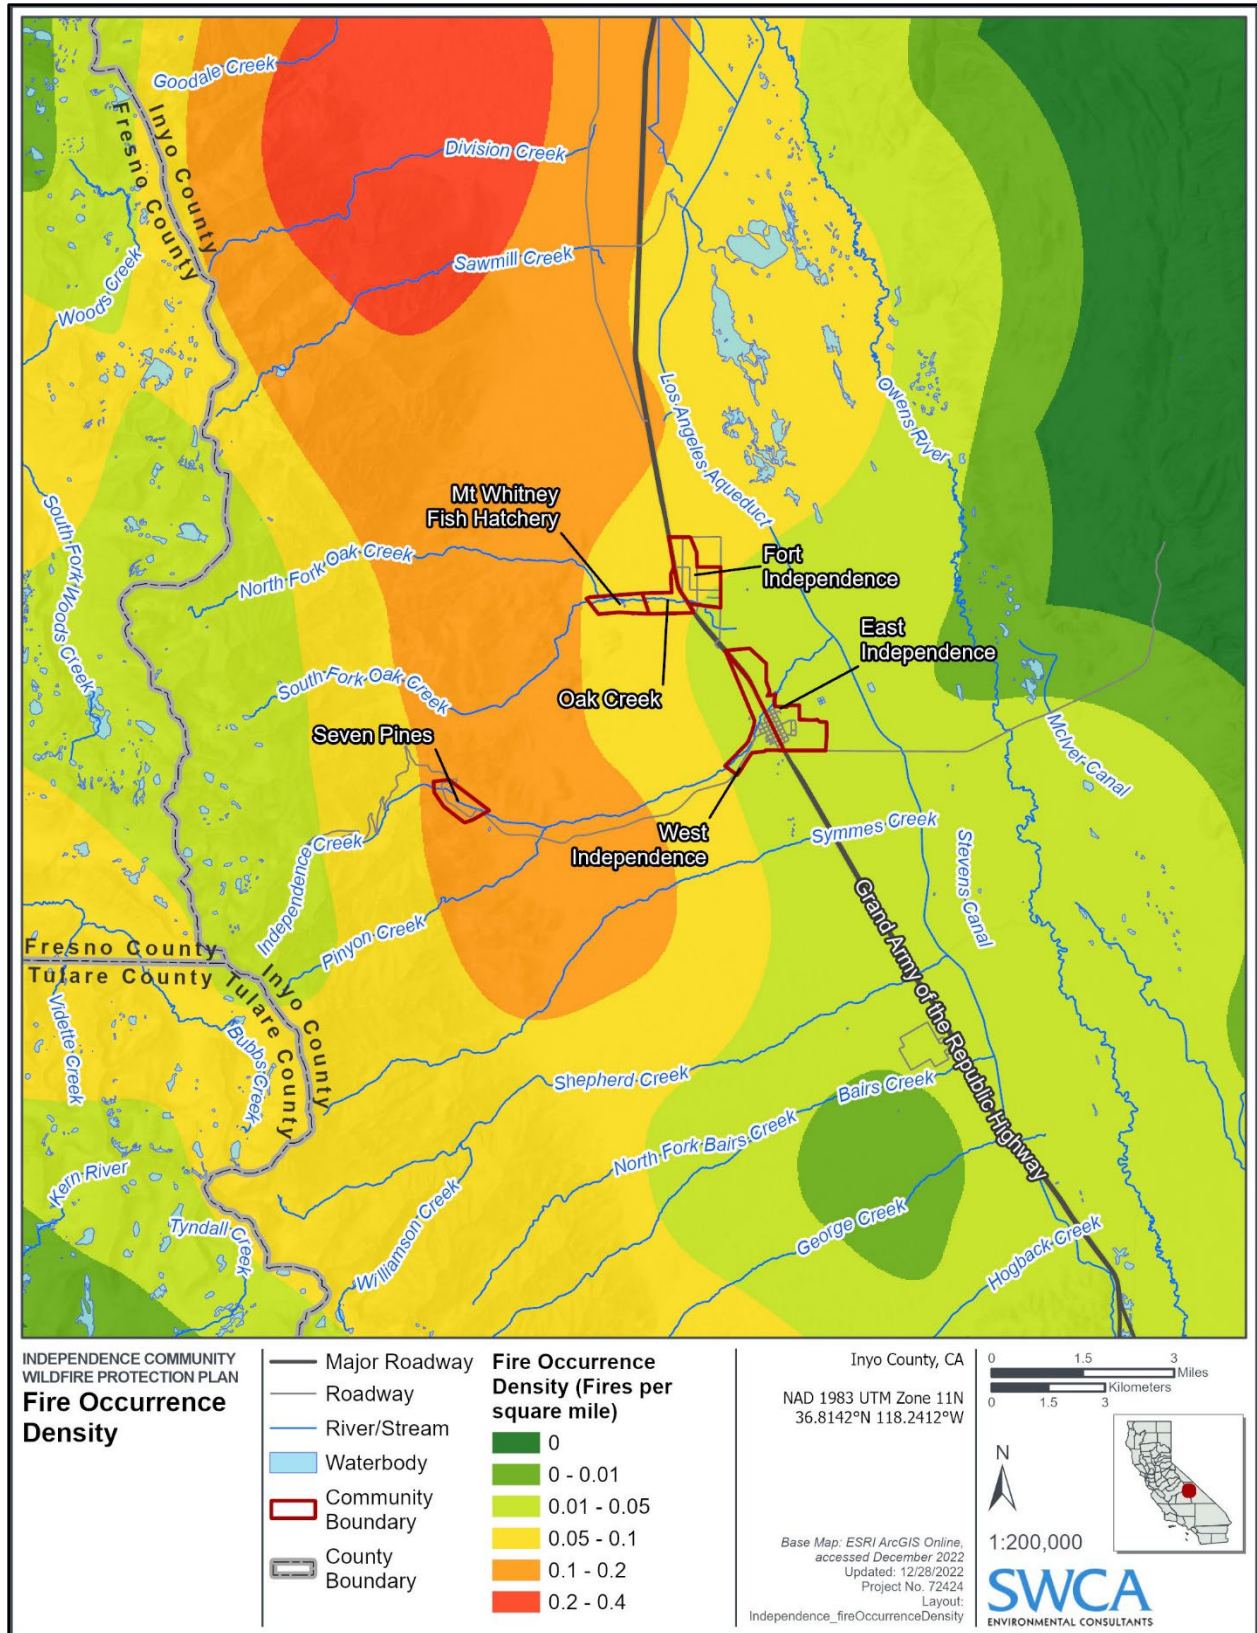 Goodale Creek
Inyo County
Fresno County
Division Creek
Sawmill Creek
Woods Creek
Los Angeles Aqueduct
Owens River
South Fork Woods Creek
Mt Whitney
Fish Hatchery
North Fork Oak Creek
Fort
Independence
East
Independence
South Fork Oak Creek
Oak Creek
Seven Pines
McIver Canal
West
Independence
Symmes Creek
Stevens Canal
Independence Creek
Pinyon Creek
Grand Army of the Republic Highway
Fresno County
Tulare County
Inyo County
Tulare County
Vidette Creek
Bubbs Creek
Shepherd Creek
Bairs Creek
North Fork Bairs Creek
Kern River
Tyndall Creek
Williamson Creek
George Creek
Hogback Creek
INDEPENDENCE COMMUNITY
WILDFIRE PROTECTION PLAN
Fire Occurrence
Density
Major Roadway
Roadway
River/Stream
Waterbody
Community
Boundary
County
Boundary
Fire Occurrence
Density (Fires per
square mile)
0
0 - 0.01
0.01 - 0.05
0.05 - 0.1
0.1 - 0.2
0.2 - 0.4
Inyo County, CA
NAD 1983 UTM Zone 11N
36.8142°N 118.2412°W
Base Map: ESRI ArcGIS Online,
accessed December 2022
Updated: 12/28/2022
Project No. 72424
Layout:
Independence_fireOccurrenceDensity
0 1.5 3
Miles
Kilometers
0 1.5 3
N
1:200,000
SWCA
ENVIRONMENTAL CONSULTANTS